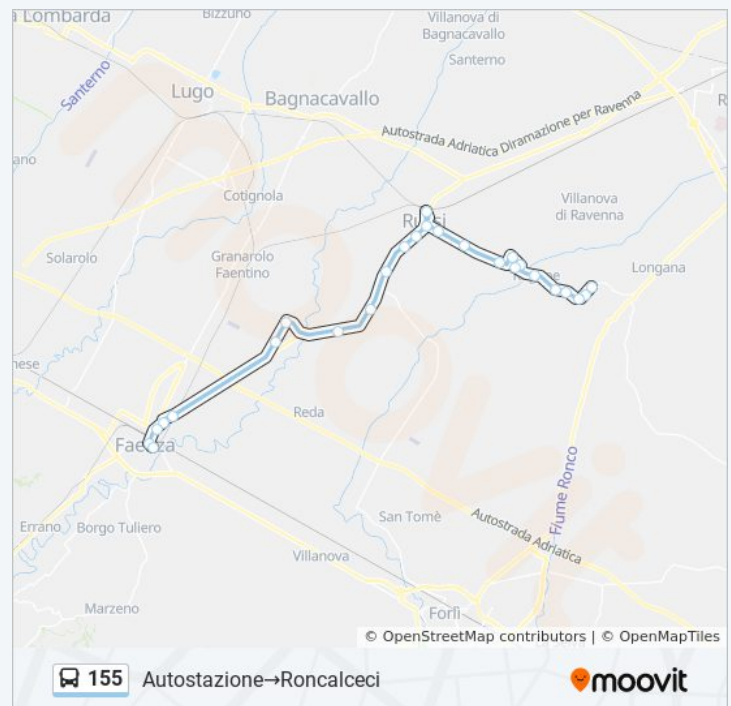 a Lombarda
Bizzuno
Villanova di
Bagnacavallo
Santerno
Santerno
Lugo
Bagnacavallo
Autostrada Adriatica Diramazione per Ravenna
R
ano
Cotignola
Villanova
di Ravenna
Solarolo
Granarolo
Faentino
Longana
nese
Reda
Faenza
Fiume Ronco
San Tomè
Autostrada Adriatica
Errano
Borgo Tuliero
Villanova
Marzeno
Forlì
© OpenStreetMap contributors | © OpenMapTiles
155
Autostazione→Roncalceci
moovit